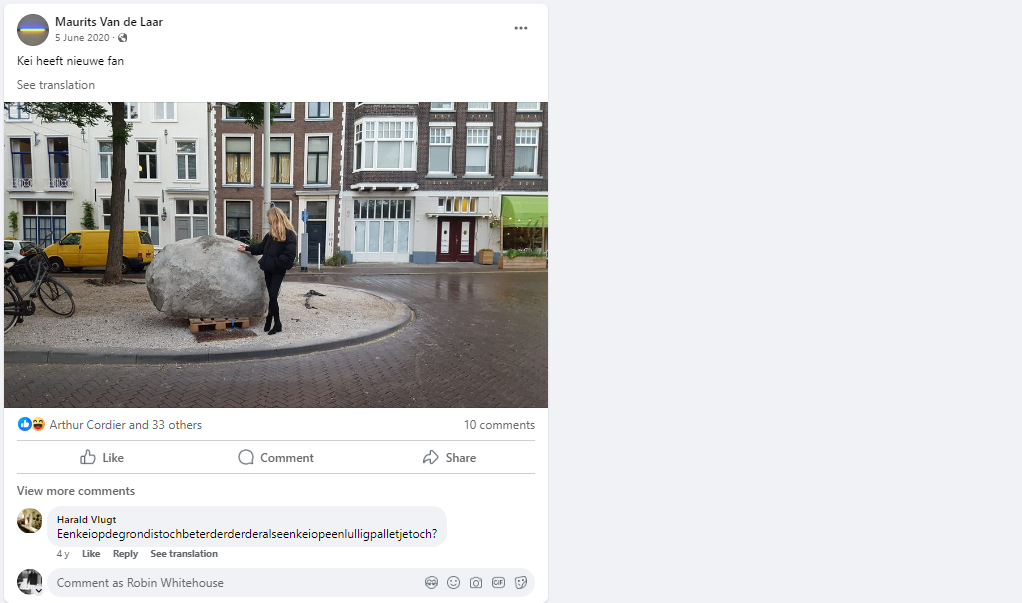 Maurits Van de Laar
5 June 2020 ·
Kei heeft nieuwe fan
See translation
Arthur Cordier and 33 others
10 comments
Like
Comment
Share
View more comments
Harald Vlugt
Eenkeiopdegrondistochbeterderderderalseenkeiopeenlulligpalletjetoch?
4 y Like Reply See translation
Comment as Robin Whitehouse
GIF